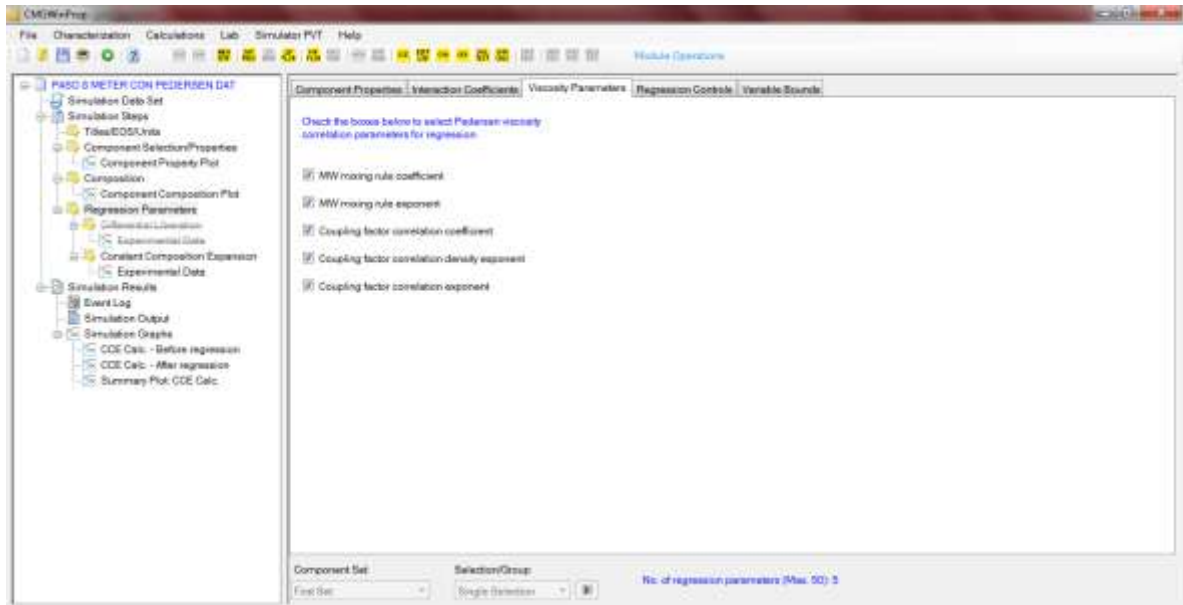 CMGWinProp
File Characterization Calculations Lab Simulator PVT Help
Module Operations
PASO 8 METER CON PEDERSEN.DAT
Simulation Data Set
Simulation Steps
Titles/EOS/Units
Component Selection/Properties
Component Property Plot
Composition
Component Composition Plot
Regression Parameters
Differential Liberation
Experimental Data
Constant Composition Expansion
Experimental Data
Simulation Results
Event Log
Simulation Output
Simulation Graphs
CCE Calc. - Before regression
CCE Calc. - After regression
Summary Plot: CCE Calc.
Component Properties Interaction Coefficients Viscosity Parameters Regression Controls Variable Bounds
Check the boxes below to select Pedersen viscosity
correlation parameters for regression
MW mixing rule coefficient
MW mixing rule exponent
Coupling factor correlation coefficient
Coupling factor correlation density exponent
Coupling factor correlation exponent
Component Set Selection/Group
First Set Single Selection
No. of regression parameters (Max. 50): 5